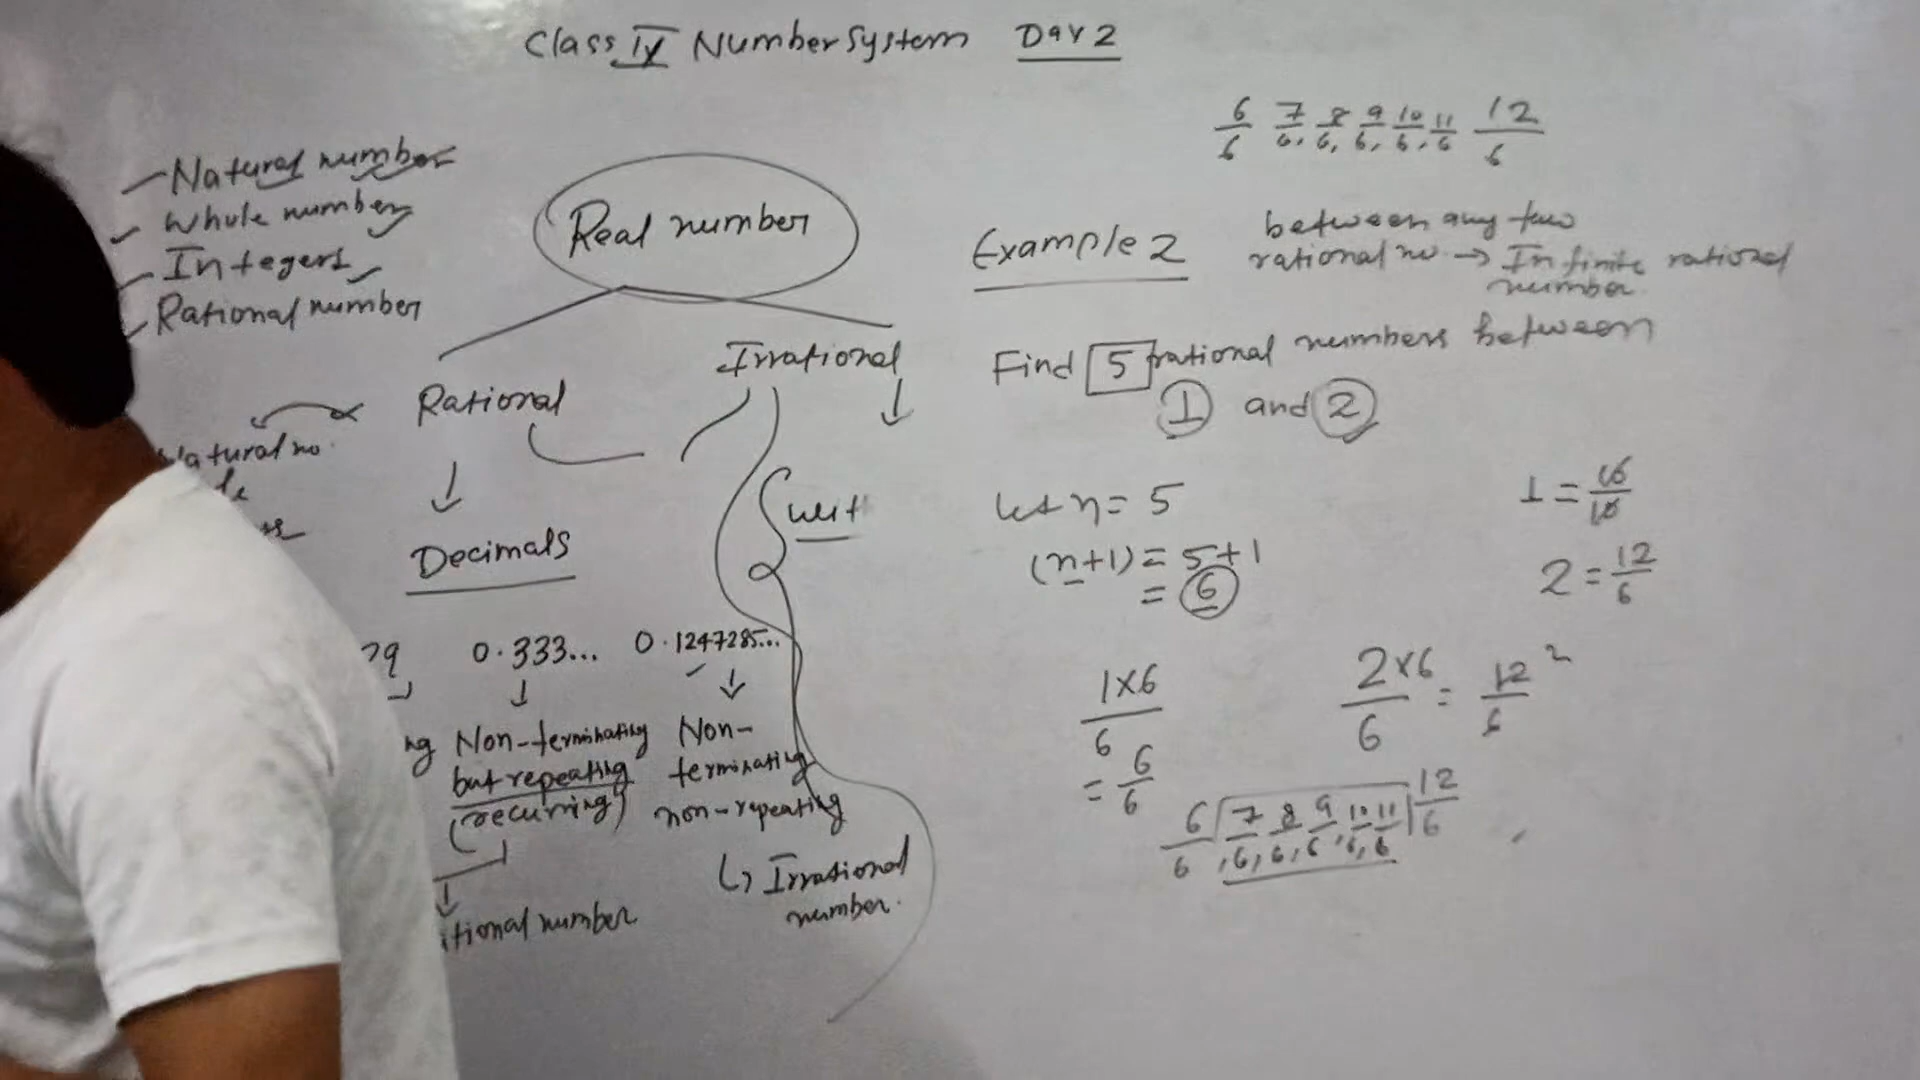 Class IX Number System Day 2
Natural number
Whole number
Integers
Rational number
Real number
Rational
Irrational
Natural no.
Decimals
0.333... 0.1247285...
ng Non-terminating
but repeating
(recurring)
Non-
terminating
non-repeating
itional number
Irrational
number.
6/6 7/6, 8/6, 9/6, 10/6, 11/6 12/6
Example 2
between any two
rational no → Infinite rational
number
Find 5 rational numbers between
1 and 2
let n = 5
(n+1) = 5+1
= 6
2 = 12/6
1×6/6
= 6/6
2×6/6 = 12/6
6/6 7/6, 8/6, 9/6, 10/6, 11/6 12/6